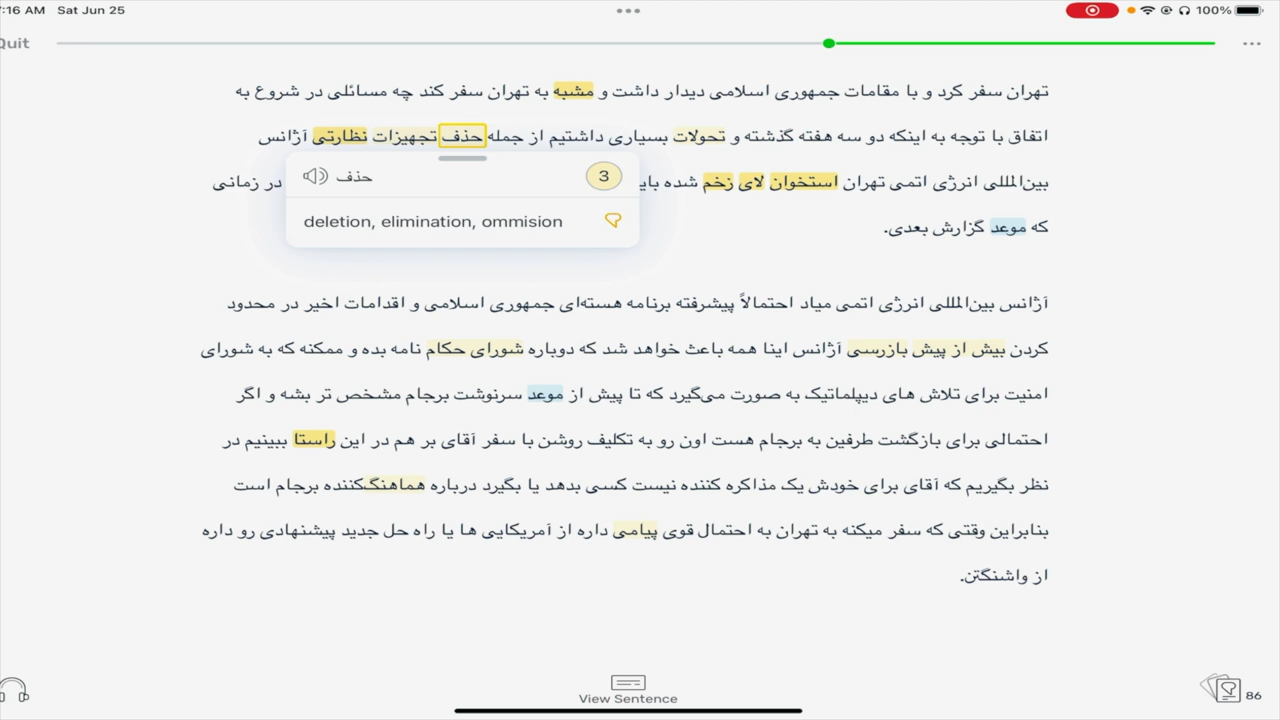 :16 AM Sat Jun 25
100%
Quit
تهران سفر کرد و با مقامات جمهوری اسلامی دیدار داشت و مشبه به تهران سفر کند چه مسائلی در شروع به
اتفاق با توجه به اینکه دو سه هفته گذشته و تحولات بسیاری داشتیم از جمله حذف تجهیزات نظارتی آژانس
بین‌المللی انرژی اتمی تهران استخوان لای زخم شده بای در زمانی
که موعد گزارش بعدی.
حذف 3
deletion, elimination, ommision
آژانس بین‌المللی انرژی اتمی میاد احتمالاً پیشرفته برنامه هسته‌ای جمهوری اسلامی و اقدامات اخیر در محدود
کردن بیش از پیش بازرسی آژانس اینا همه باعث خواهد شد که دوباره شورای حکام نامه بده و ممکنه که به شورای
امنیت برای تلاش های دیپلماتیک به صورت می‌گیرد که تا پیش از موعد سرنوشت برجام مشخص تر بشه و اگر
احتمالی برای بازگشت طرفین به برجام هست اون رو به تکلیف روشن با سفر آقای بر هم در این راستا ببینیم در
نظر بگیریم که آقای برای خودش یک مذاکره کننده نیست کسی بدهد یا بگیرد درباره هماهنگ‌کننده برجام است
بنابراین وقتی که سفر میکنه به تهران به احتمال قوی پیامی داره از آمریکایی ها یا راه حل جدید پیشنهادی رو داره
از واشنگتن.
View Sentence
86